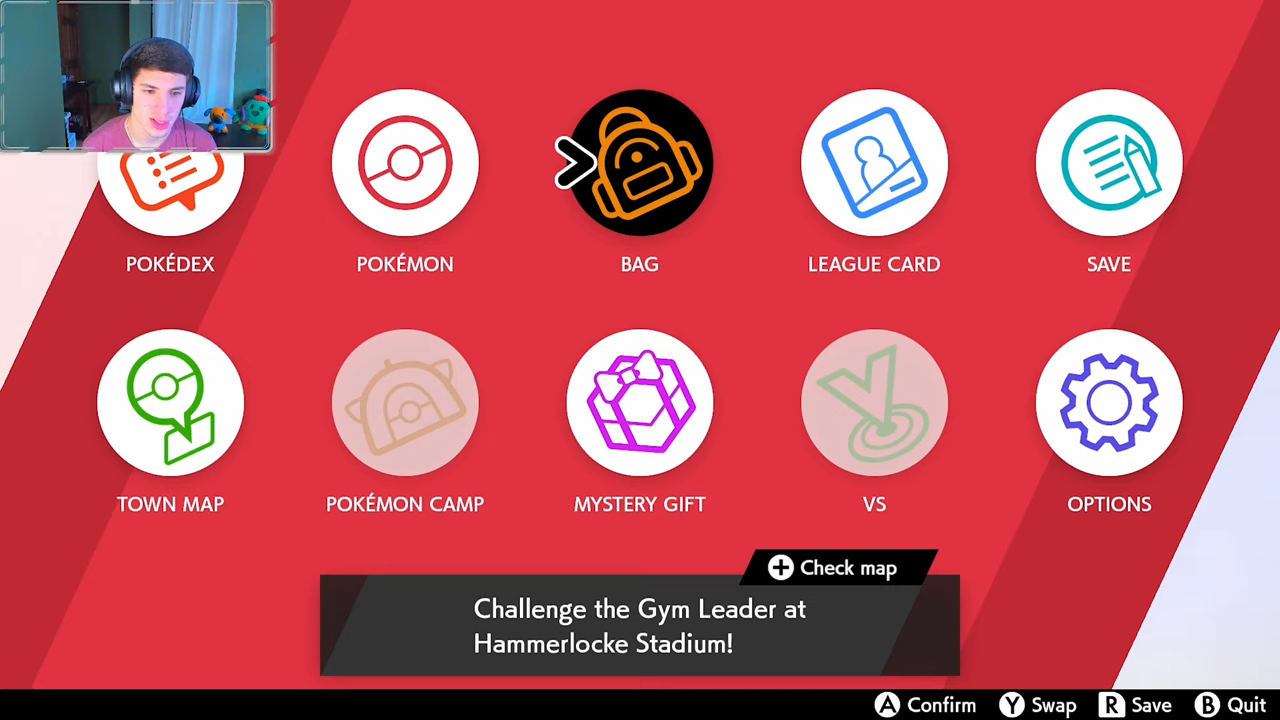 POKÉDEX
POKÉMON
BAG
LEAGUE CARD
SAVE
TOWN MAP
POKÉMON CAMP
MYSTERY GIFT
VS
OPTIONS
+ Check map
Challenge the Gym Leader at
Hammerlocke Stadium!
A Confirm Y Swap R Save B Quit